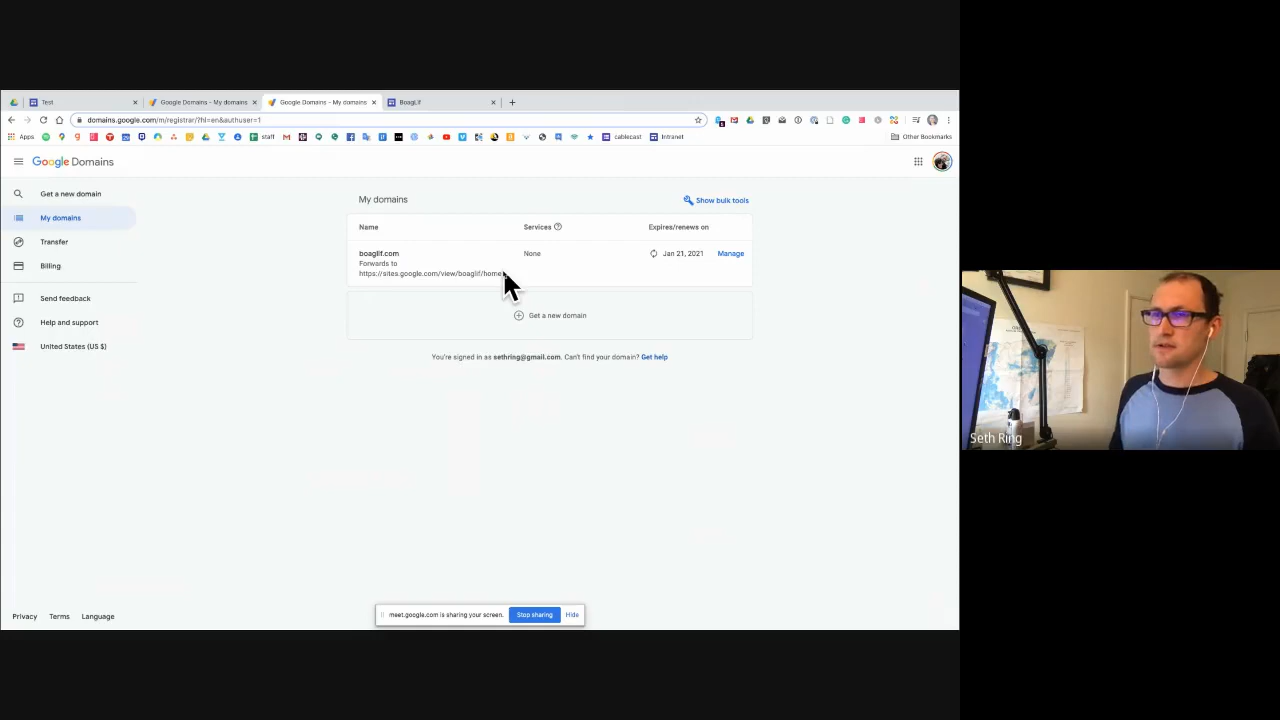 Test
Google Domains - My domains
Google Domains - My domains
BoagLif
domains.google.com/m/registrar/?hl=en&authuser=1
Apps
staff
cablecast
Intranet
Other Bookmarks
Google Domains
Get a new domain
My domains
Transfer
Billing
Send feedback
Help and support
United States (US $)
My domains
Show bulk tools
Name
Services
Expires/renews on
boaglif.com
None
Jan 21, 2021
Manage
Forwards to
https://sites.google.com/view/boaglif/home
Get a new domain
You're signed in as sethring@gmail.com. Can't find your domain? Get help
Seth Ring
meet.google.com is sharing your screen.
Stop sharing
Hide
Privacy
Terms
Language